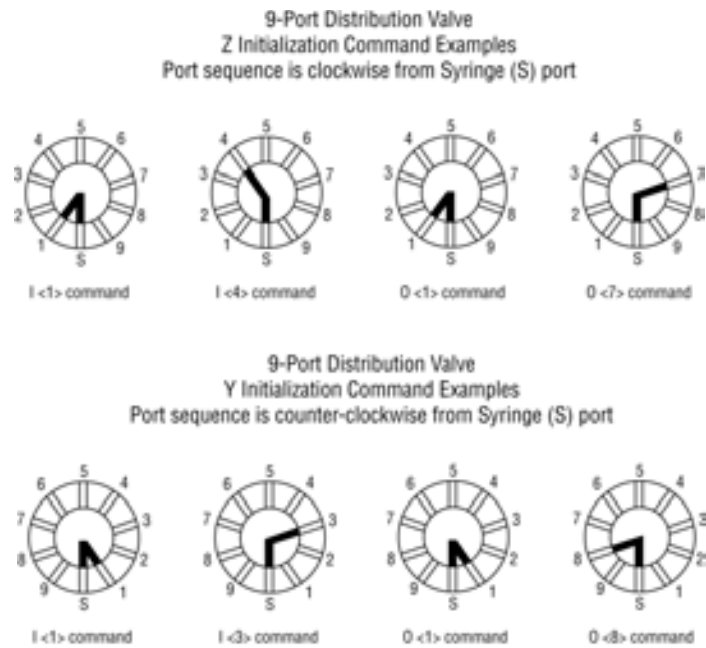 9-Port Distribution Valve
Z Initialization Command Examples
Port sequence is clockwise from Syringe (S) port
5 5 5 5
4 6 4 6 4 6 4 6
3 7 3 7 3 7 3 7
2 8 2 8 2 8 2 8
1 9 1 9 1 9 1 9
S S S S
I <1> command I <4> command O <1> command O <7> command
9-Port Distribution Valve
Y Initialization Command Examples
Port sequence is counter-clockwise from Syringe (S) port
5 5 5 5
6 4 6 4 6 4 6 4
7 3 7 3 7 3 7 3
8 2 8 2 8 2 8 2
9 1 9 1 9 1 9 1
S S S S
I <1> command I <3> command O <1> command O <8> command